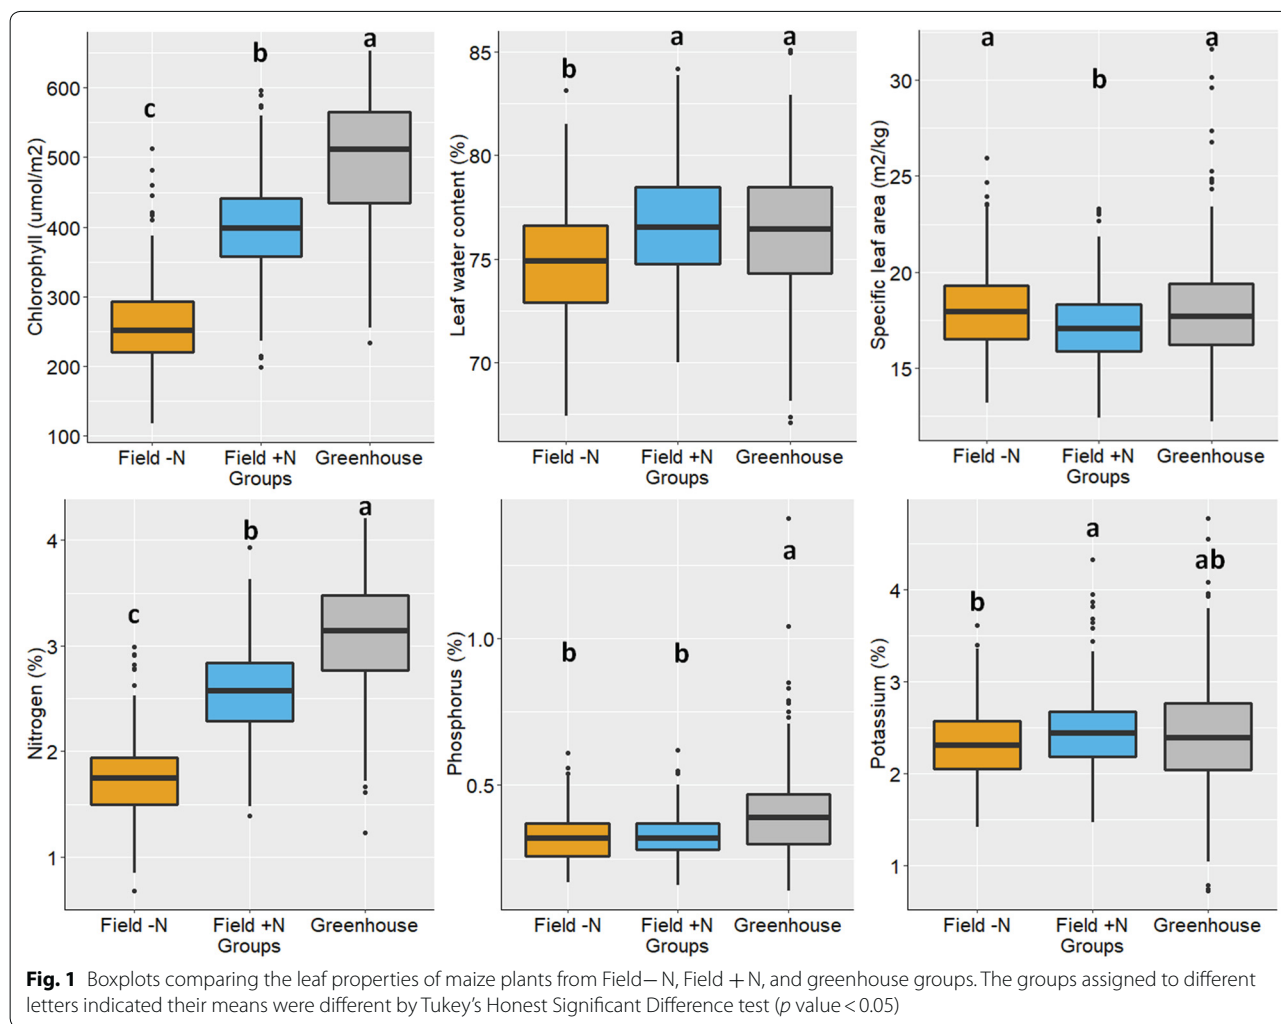 c
b
a
Chlorophyll (umol/m2)
600
500
400
300
200
100
Field -N
Field +N
Greenhouse
Groups
b
a
a
Leaf water content (%)
85
80
75
70
Field -N
Field +N
Greenhouse
Groups
a
b
a
Specific leaf area (m2/kg)
30
25
20
15
Field -N
Field +N
Greenhouse
Groups
c
b
a
Nitrogen (%)
4
3
2
1
Field -N
Field +N
Greenhouse
Groups
b
b
a
Phosphorus (%)
1.0
0.5
Field -N
Field +N
Greenhouse
Groups
b
a
ab
Potassium (%)
4
3
2
1
Field -N
Field +N
Greenhouse
Groups
Fig. 1 Boxplots comparing the leaf properties of maize plants from Field− N, Field + N, and greenhouse groups. The groups assigned to different
letters indicated their means were different by Tukey's Honest Significant Difference test (p value < 0.05)